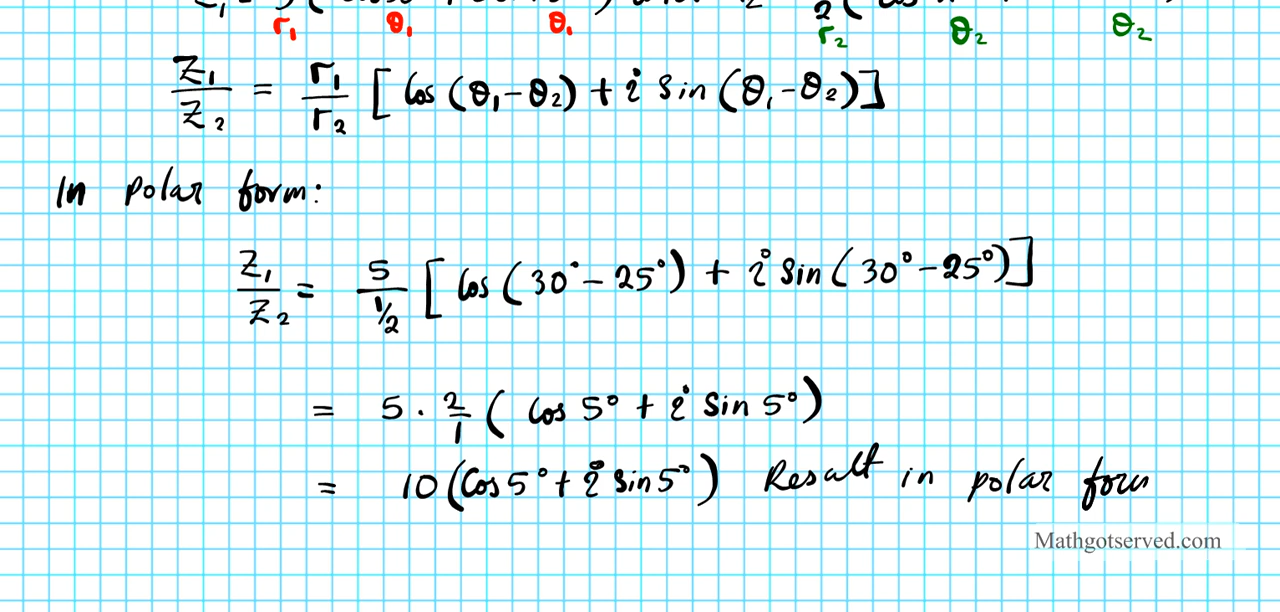 r₁ θ₁ θ₁ 2 r₂ θ₂ θ₂
Z₁/Z₂ = r₁/r₂ [ Cos (θ₁-θ₂) + i Sin (θ₁-θ₂)]
In polar form:
Z₁/Z₂ = 5/½ [ Cos (30° - 25°) + i Sin (30° - 25°)]
= 5 · 2/1 ( Cos 5° + i Sin 5°)
= 10 (Cos 5° + i Sin 5°) Result in polar form
Mathgotserved.com